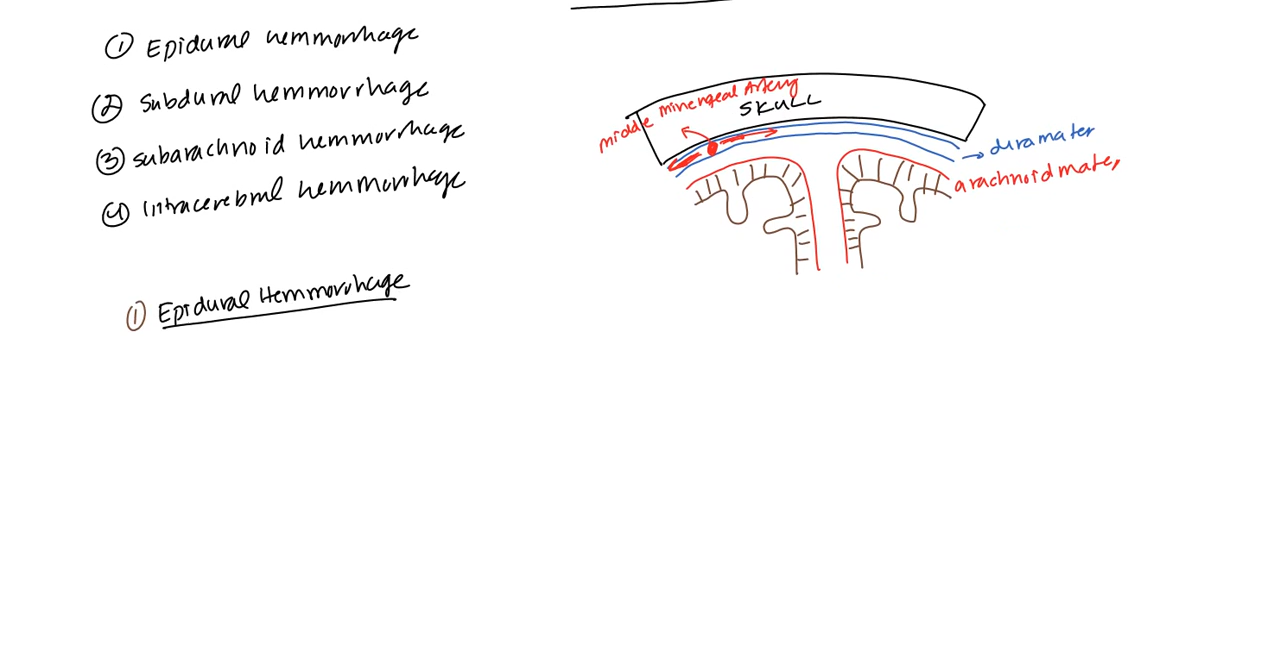 ① Epidural hemmorrhage
② Subdural hemmorrhage
③ subarachnoid hemmorrhage
④ Intracerebral hemmorrhage
middle minengeal Artery
SKULL
duramater
arachnoid mater
① Epidural Hemmorrhage